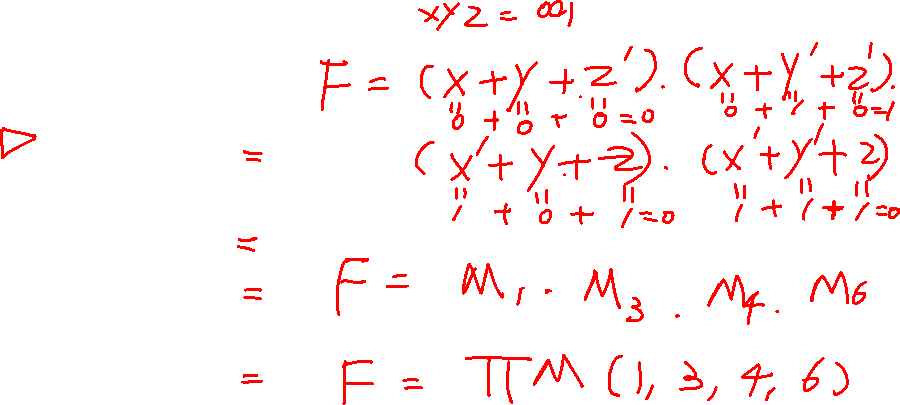 XYZ = 001
F = (X + Y + Z'). (X + Y' + Z').
0 + 0 + 0 = 0 0 + 1 + 0 = 1
= (X' + Y + Z). (X' + Y' + Z)
1 + 0 + 1 = 0 1 + 1 + 1 = 0
=
= F = M1 . M3 . M4 . M6
= F = ΠM (1, 3, 4, 6)